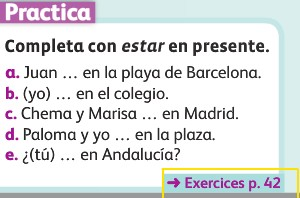 Practica
Completa con estar en presente.
a. Juan … en la playa de Barcelona.
b. (yo) … en el colegio.
c. Chema y Marisa … en Madrid.
d. Paloma y yo … en la plaza.
e. ¿(tú) … en Andalucía?
➜ Exercices p. 42